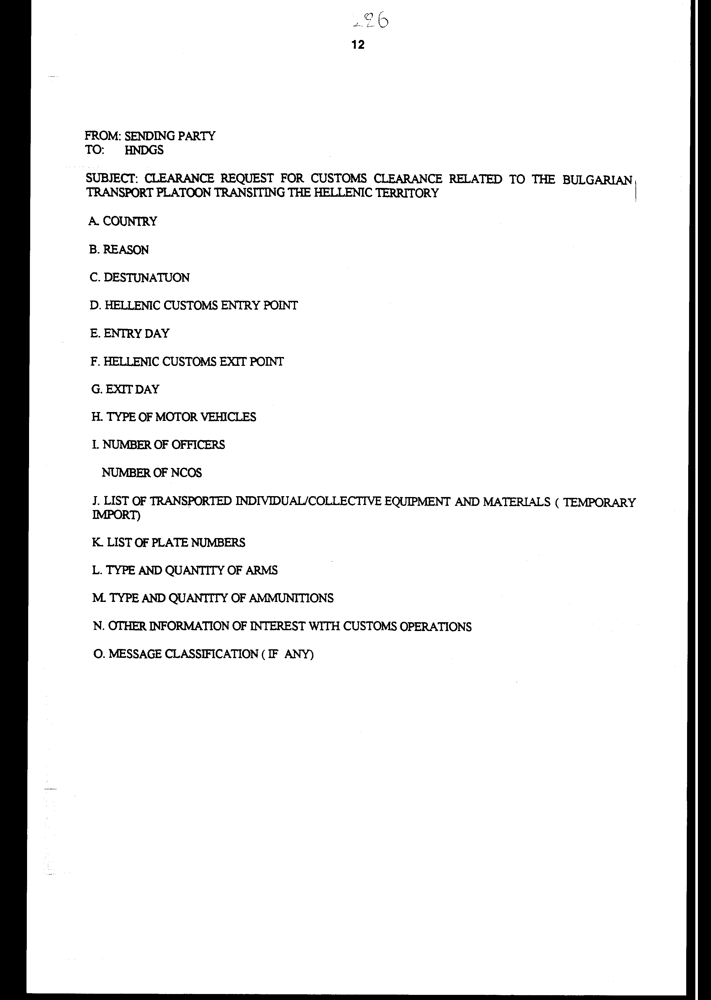 296
12
FROM: SENDING PARTY
TO: HNDGS
SUBJECT: CLEARANCE REQUEST FOR CUSTOMS CLEARANCE RELATED TO THE BULGARIAN
TRANSPORT PLATOON TRANSITING THE HELLENIC TERRITORY
A. COUNTRY
B. REASON
C. DESTUNATUON
D. HELLENIC CUSTOMS ENTRY POINT
E. ENTRY DAY
F. HELLENIC CUSTOMS EXIT POINT
G. EXIT DAY
H. TYPE OF MOTOR VEHICLES
I. NUMBER OF OFFICERS
NUMBER OF NCOS
J. LIST OF TRANSPORTED INDIVIDUAL/COLLECTIVE EQUIPMENT AND MATERIALS ( TEMPORARY
IMPORT)
K. LIST OF PLATE NUMBERS
L. TYPE AND QUANTITY OF ARMS
M. TYPE AND QUANTITY OF AMMUNITIONS
N. OTHER INFORMATION OF INTEREST WITH CUSTOMS OPERATIONS
O. MESSAGE CLASSIFICATION ( IF ANY)